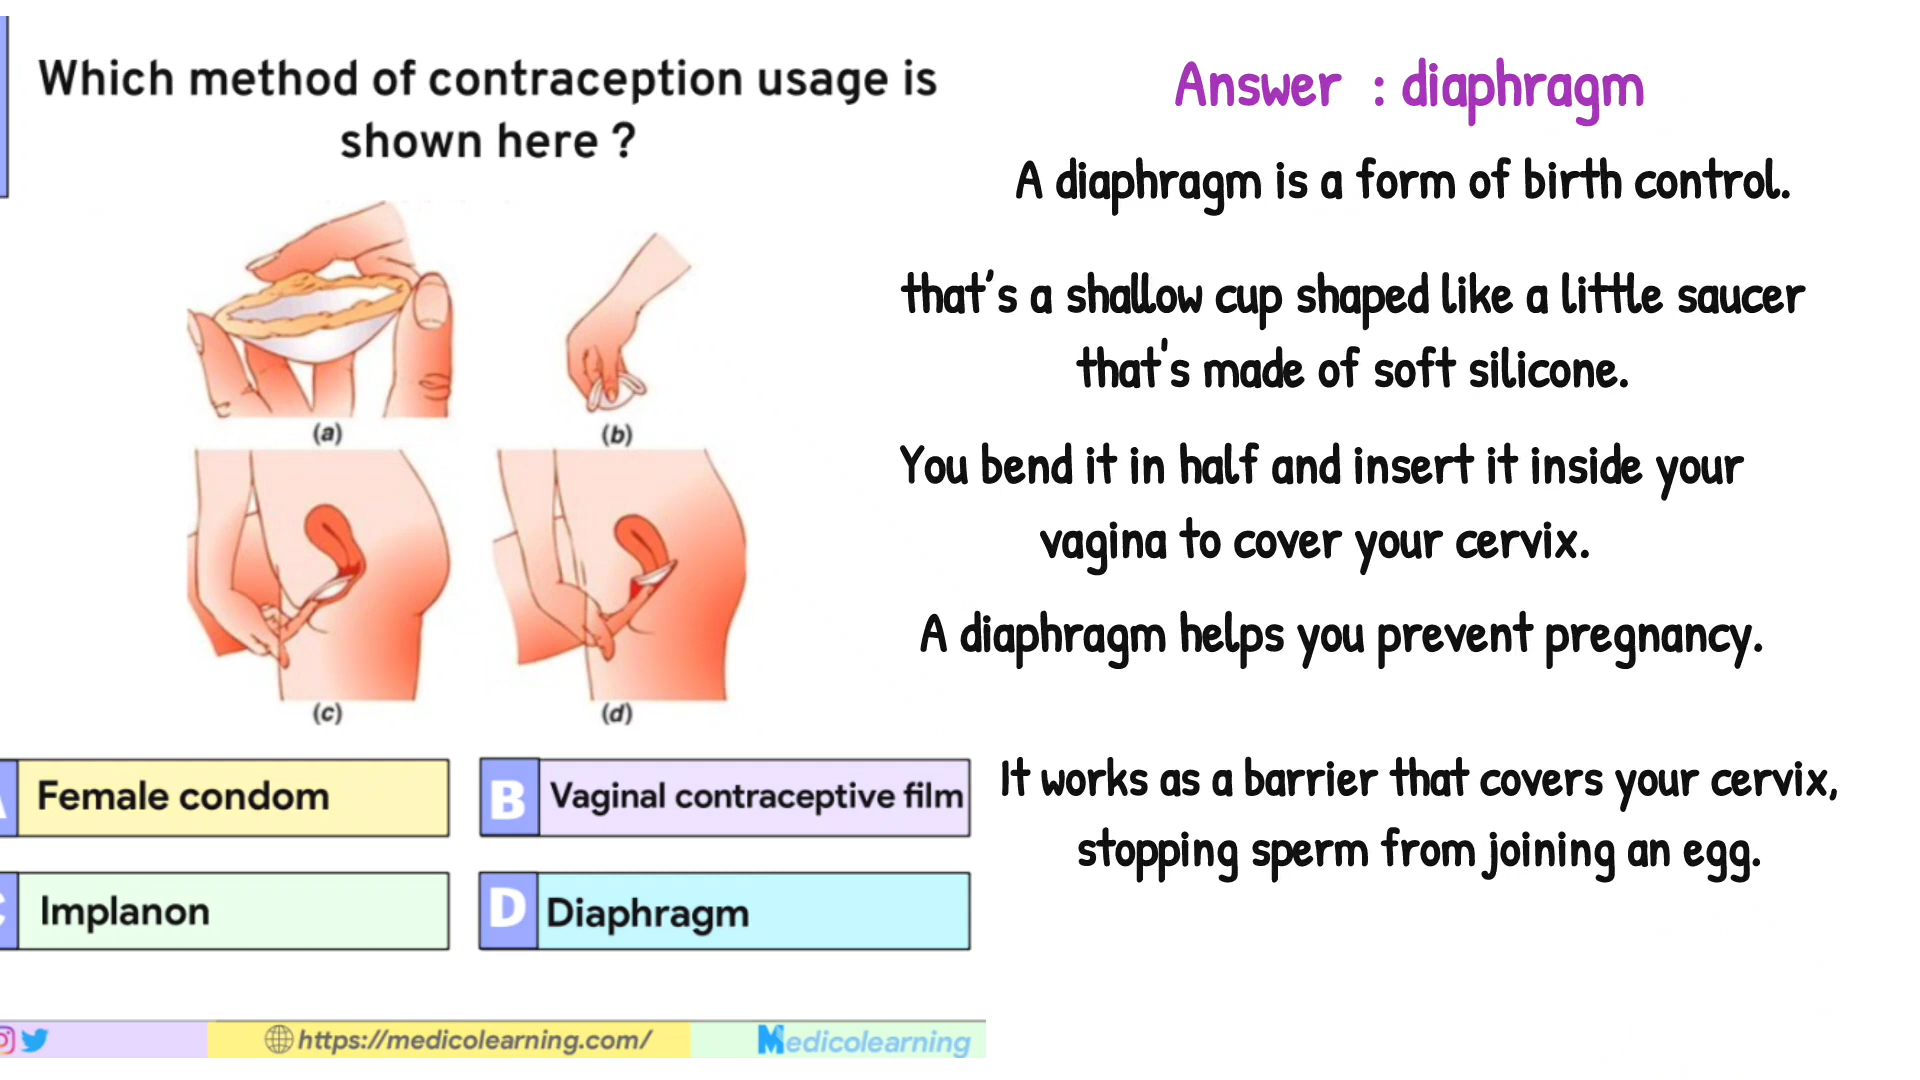 Which method of contraception usage is
shown here ?
(a)
(b)
(c)
(d)
Female condom
B Vaginal contraceptive film
Implanon
D Diaphragm
https://medicolearning.com/
Medicolearning
Answer : diaphragm
A diaphragm is a form of birth control.
that's a shallow cup shaped like a little saucer
that's made of soft silicone.
You bend it in half and insert it inside your
vagina to cover your cervix.
A diaphragm helps you prevent pregnancy.
It works as a barrier that covers your cervix,
stopping sperm from joining an egg.